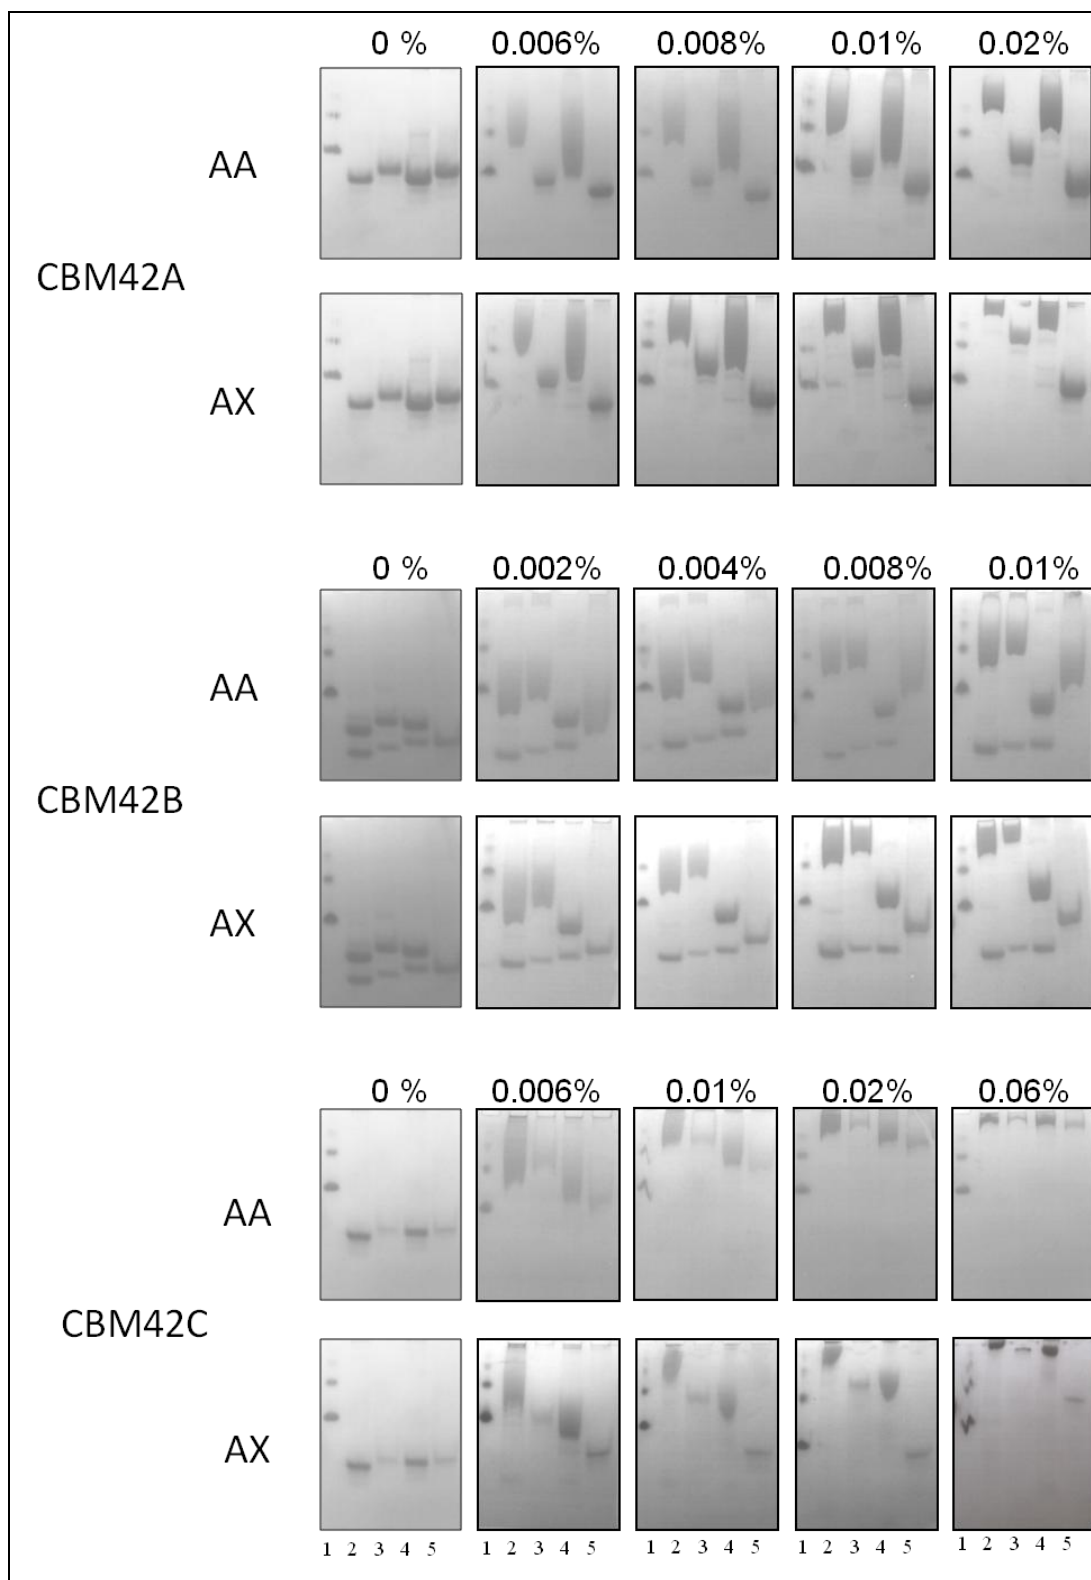 0 % 0.006% 0.008% 0.01% 0.02%
AA
CBM42A
AX
0 % 0.002% 0.004% 0.008% 0.01%
AA
CBM42B
AX
0 % 0.006% 0.01% 0.02% 0.06%
AA
CBM42C
AX
1 2 3 4 5 1 2 3 4 5 1 2 3 4 5 1 2 3 4 5 1 2 3 4 5